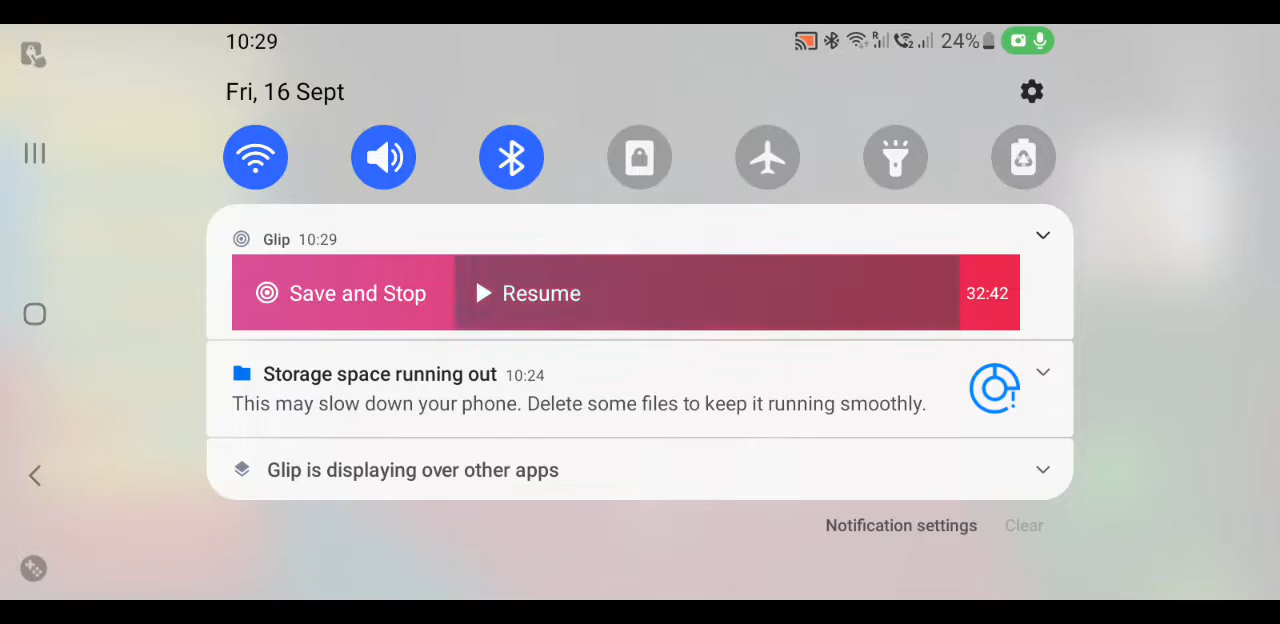 10:29
24%
Fri, 16 Sept
Glip 10:29
Save and Stop
Resume
32:42
Storage space running out 10:24
This may slow down your phone. Delete some files to keep it running smoothly.
Glip is displaying over other apps
Notification settings
Clear